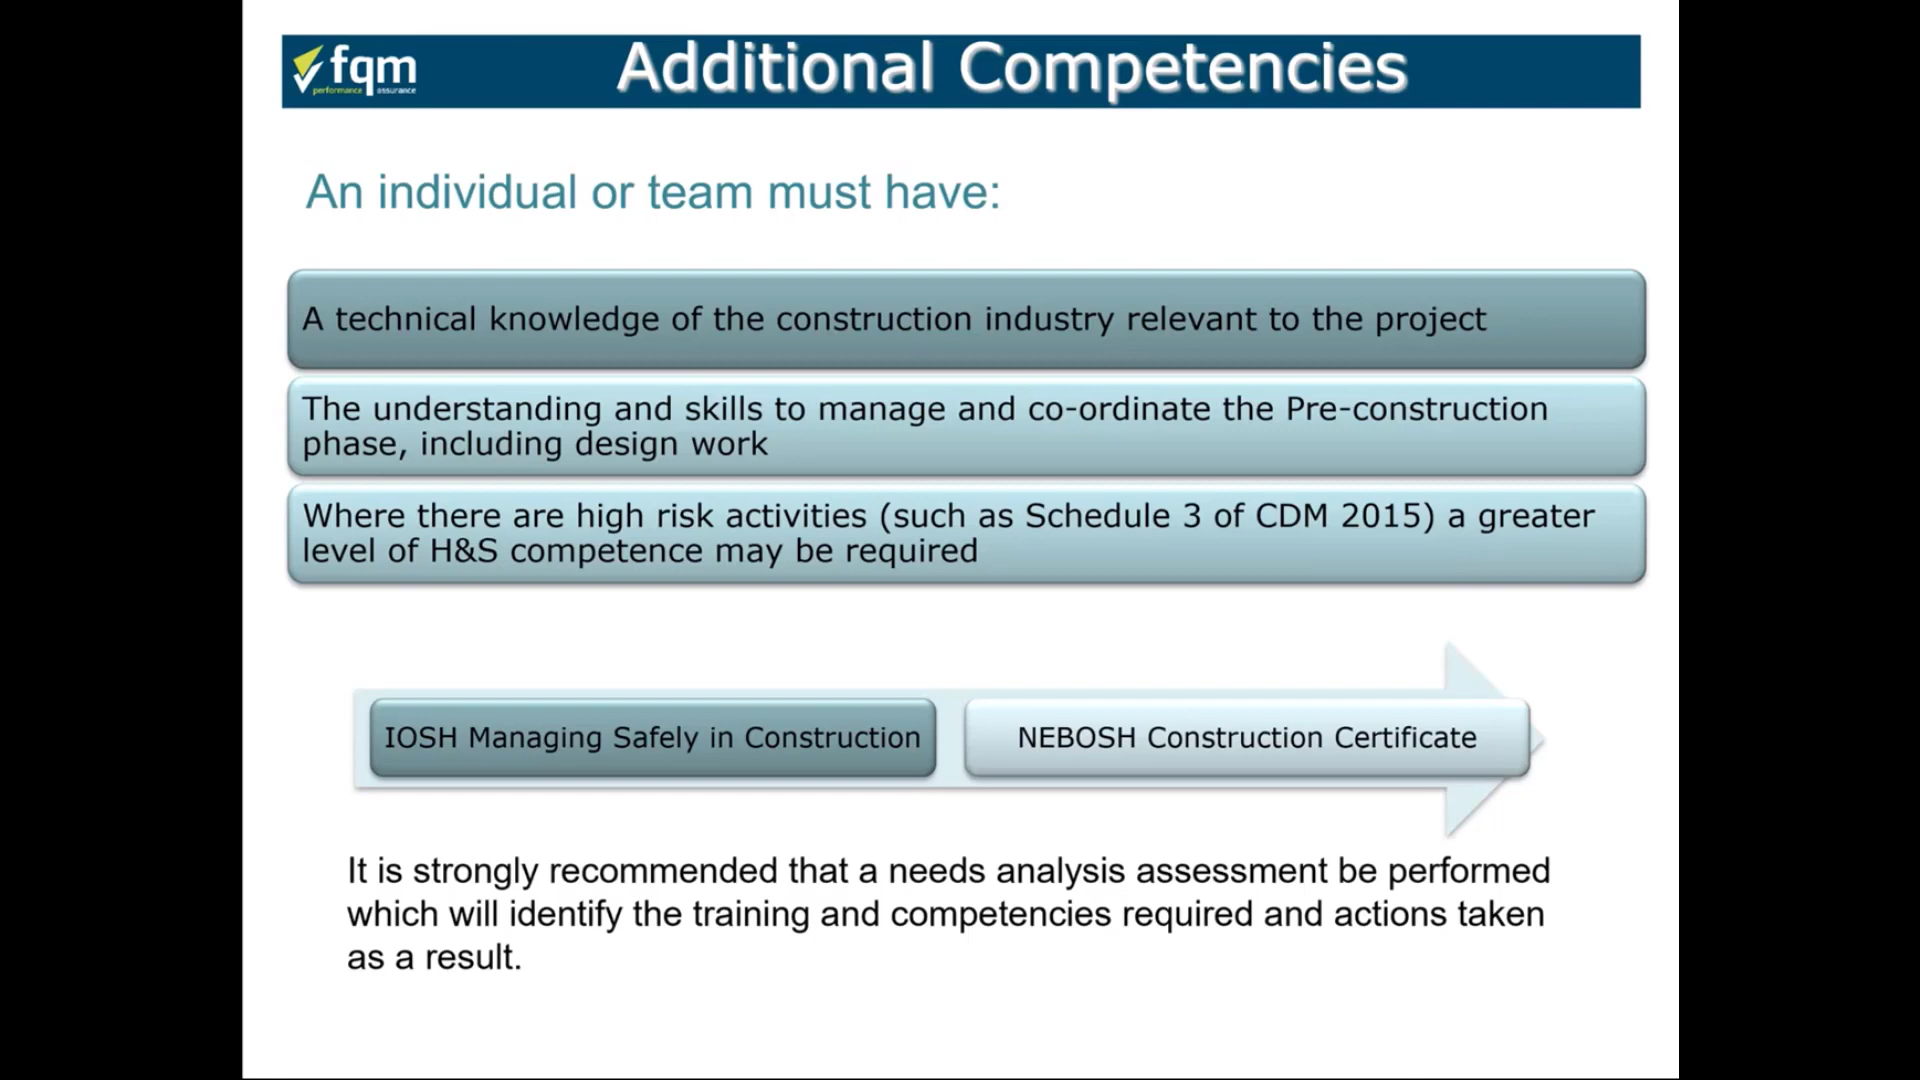 fqm
performance assurance
Additional Competencies
An individual or team must have:
A technical knowledge of the construction industry relevant to the project
The understanding and skills to manage and co-ordinate the Pre-construction
phase, including design work
Where there are high risk activities (such as Schedule 3 of CDM 2015) a greater
level of H&S competence may be required
IOSH Managing Safely in Construction
NEBOSH Construction Certificate
It is strongly recommended that a needs analysis assessment be performed
which will identify the training and competencies required and actions taken
as a result.